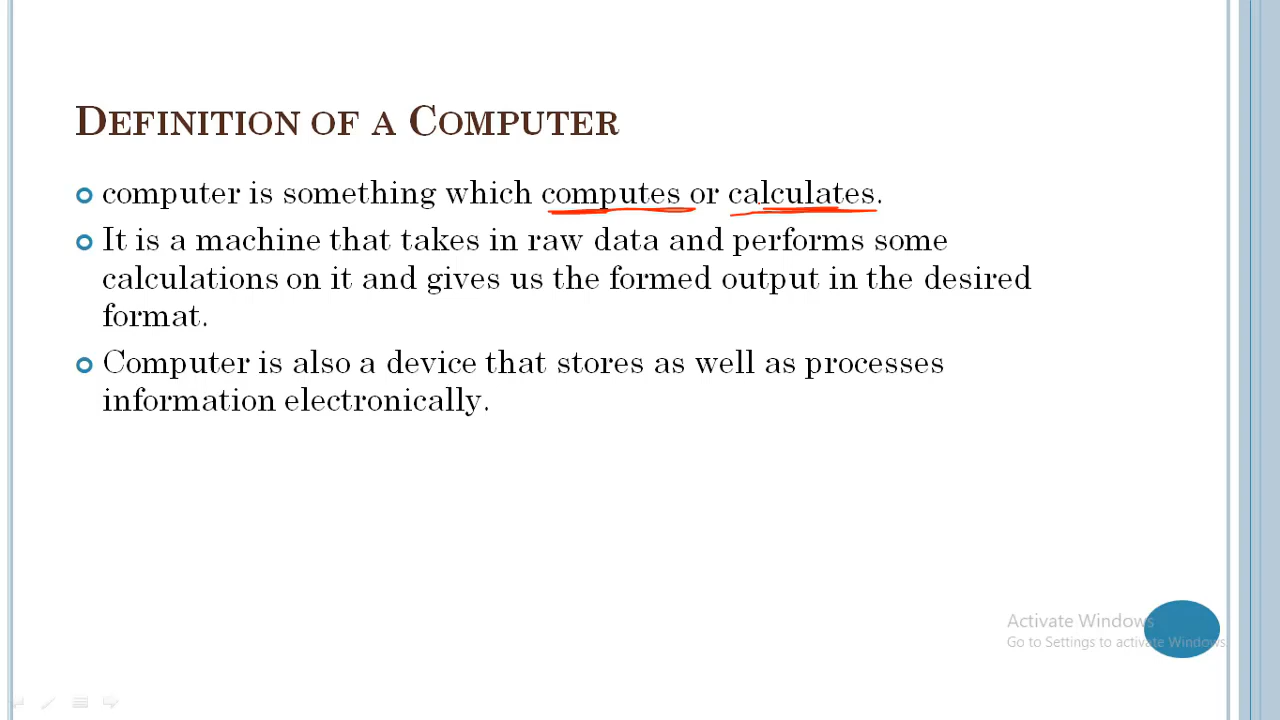 DEFINITION OF A COMPUTER
computer is something which computes or calculates.
It is a machine that takes in raw data and performs some
calculations on it and gives us the formed output in the desired
format.
Computer is also a device that stores as well as processes
information electronically.
Activate Windows
Go to Settings to activate Windows.